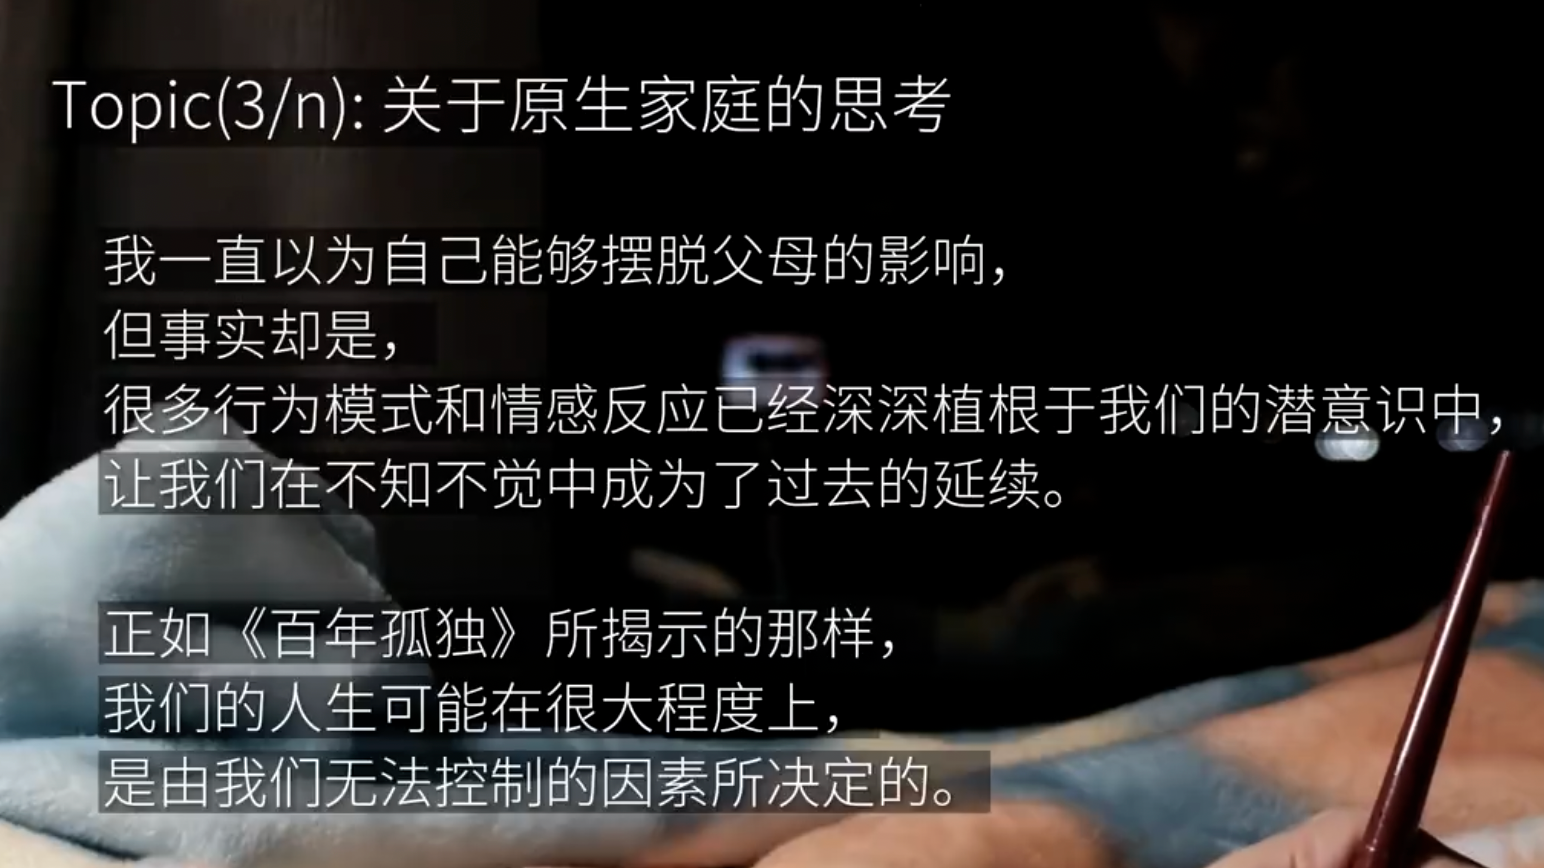 Topic(3/n): 关于原生家庭的思考
我一直以为自己能够摆脱父母的影响，
但事实却是，
很多行为模式和情感反应已经深深植根于我们的潜意识中，
让我们在不知不觉中成为了过去的延续。
正如《百年孤独》所揭示的那样，
我们的人生可能在很大程度上，
是由我们无法控制的因素所决定的。